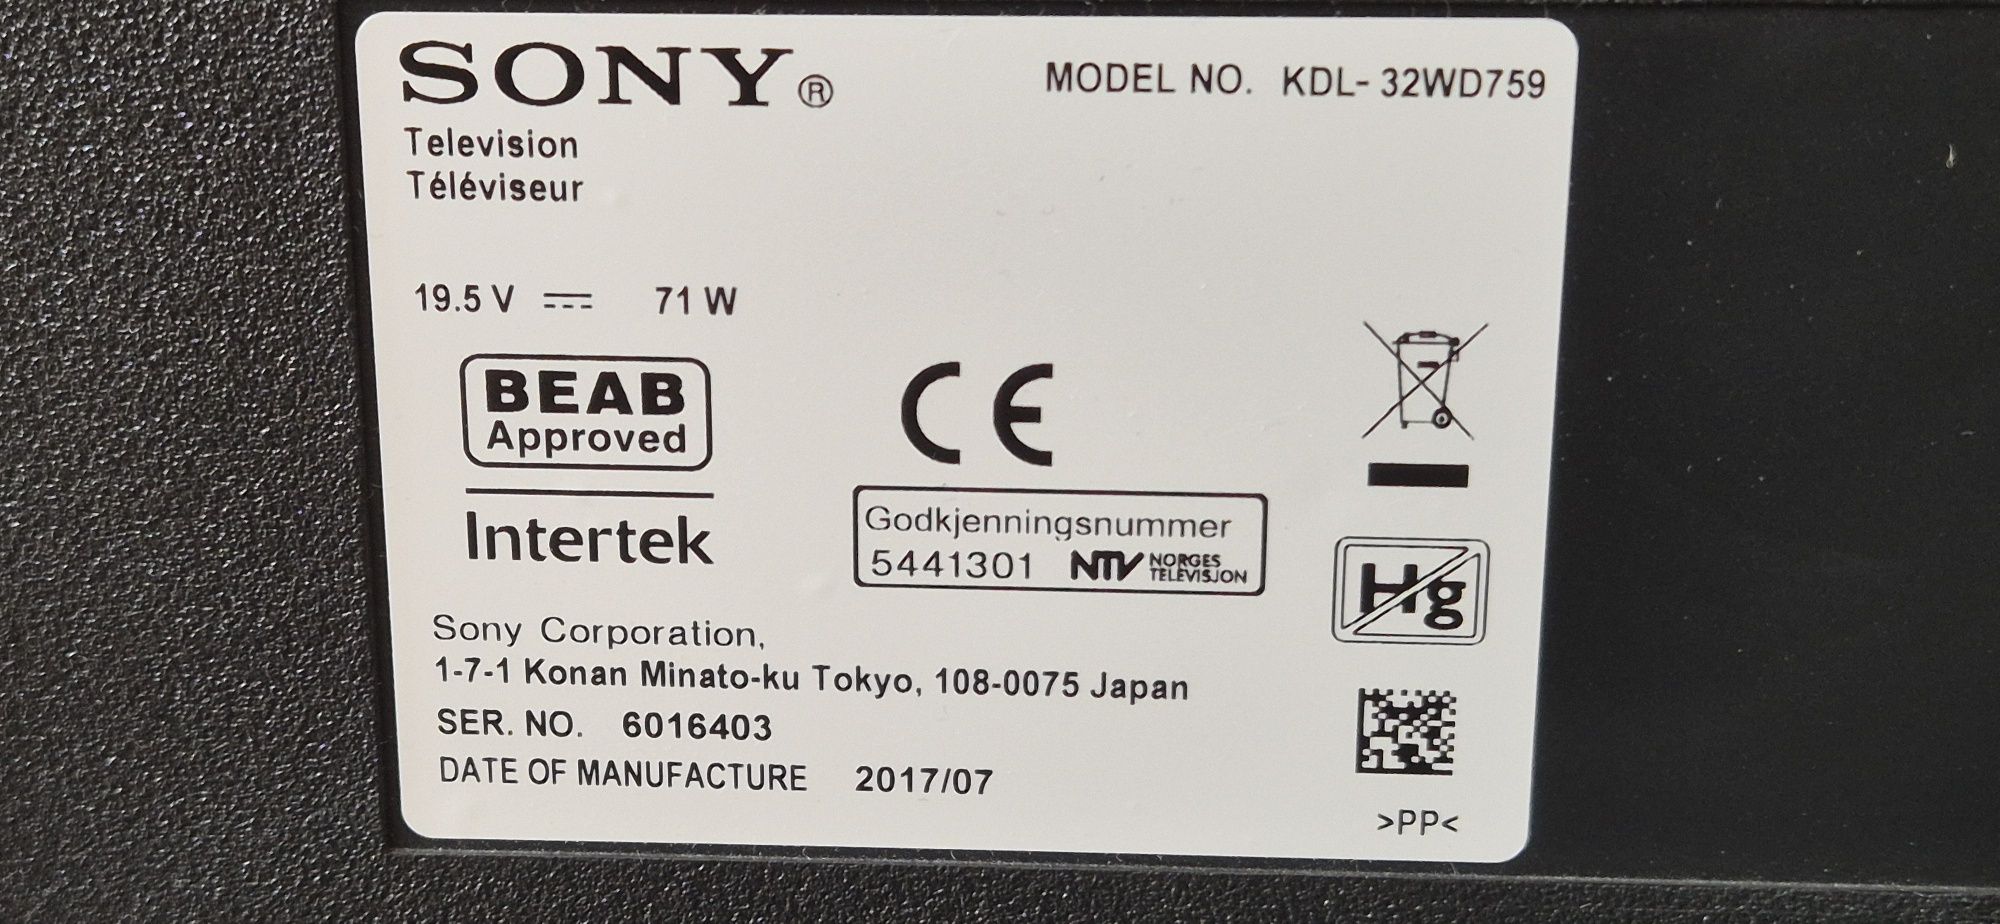 SONY®
MODEL NO. KDL-32WD759
Television
Téléviseur
19.5 V 71 W
BEAB
Approved
Intertek
CE
Godkjenningsnummer
5441301 NTV NORGES TELEVISJON
Hg
Sony Corporation,
1-7-1 Konan Minato-ku Tokyo, 108-0075 Japan
SER. NO. 6016403
DATE OF MANUFACTURE 2017/07
>PP<